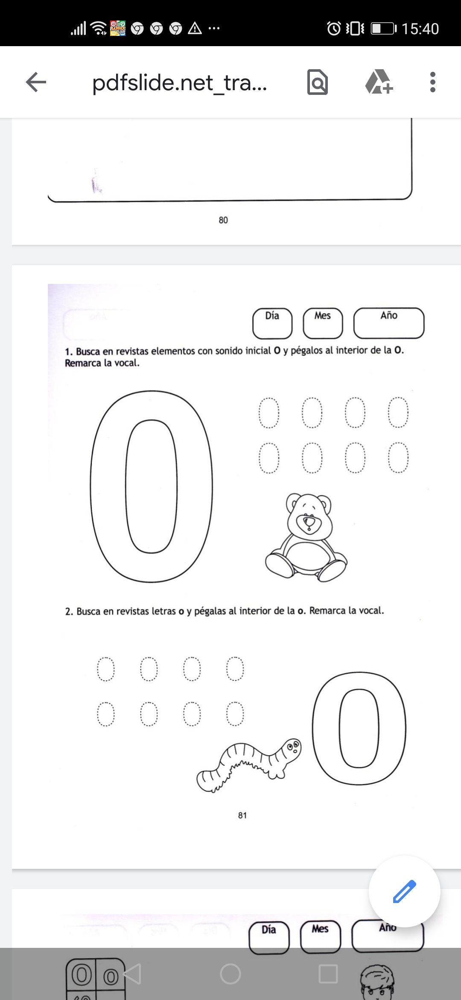 15:40
pdfslide.net_tra...
80
Día Mes Año
1. Busca en revistas elementos con sonido inicial O y pégalos al interior de la O.
Remarca la vocal.
O O O O O
O O O O
2. Busca en revistas letras o y pégalas al interior de la o. Remarca la vocal.
o o o o o
o o o o
81
Día Mes Año
O o